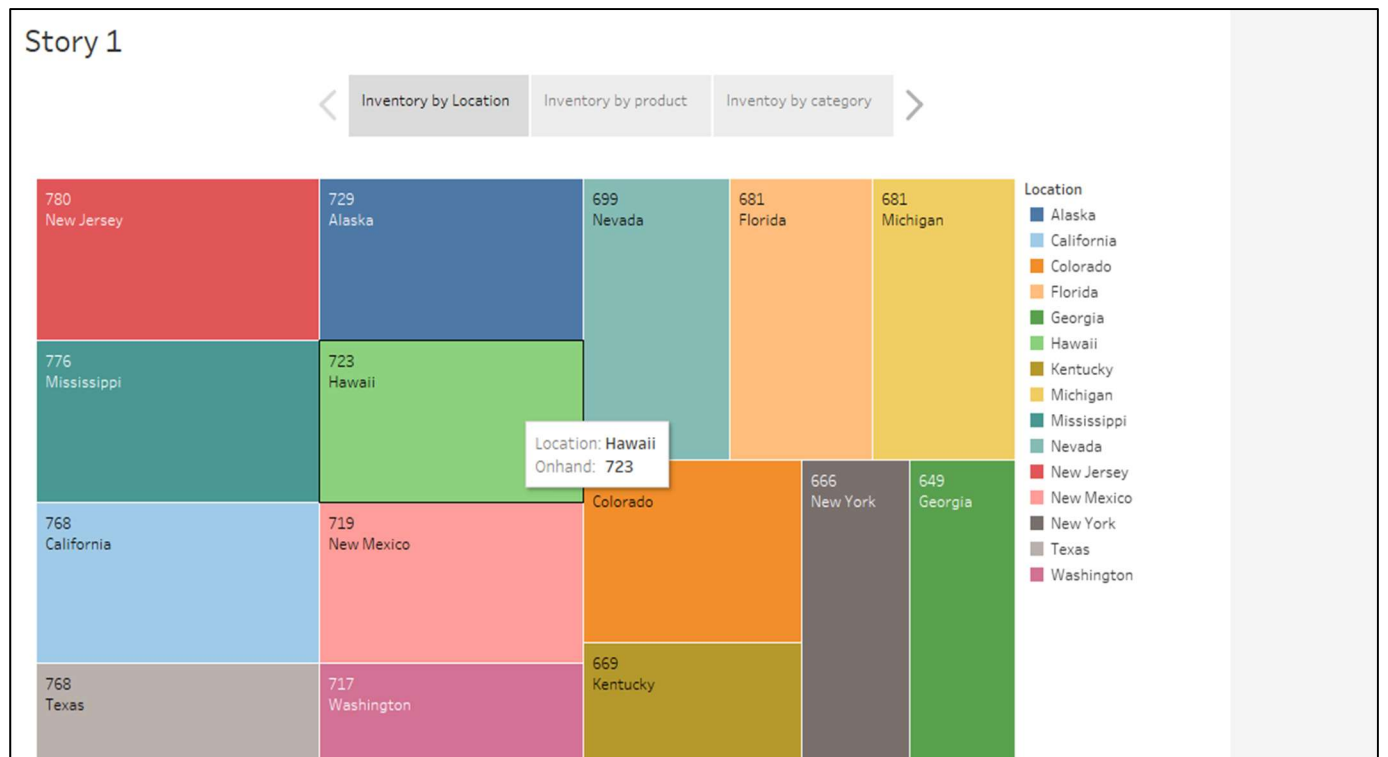 Story 1
Inventory by Location
Inventory by product
Inventoy by category
780
New Jersey
729
Alaska
699
Nevada
681
Florida
681
Michigan
776
Mississippi
723
Hawaii
Location: Hawaii
Onhand: 723
768
California
719
New Mexico
Colorado
666
New York
649
Georgia
768
Texas
717
Washington
669
Kentucky
Location
Alaska
California
Colorado
Florida
Georgia
Hawaii
Kentucky
Michigan
Mississippi
Nevada
New Jersey
New Mexico
New York
Texas
Washington